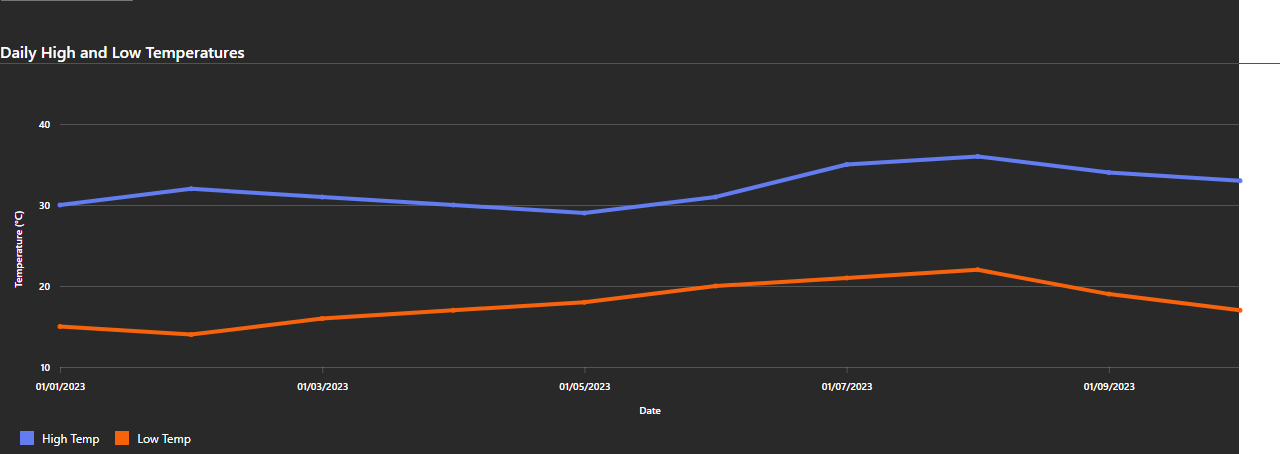 Daily High and Low Temperatures
40
30
20
10
Temperature (°C)
01/01/2023 01/03/2023 01/05/2023 01/07/2023 01/09/2023
Date
High Temp Low Temp